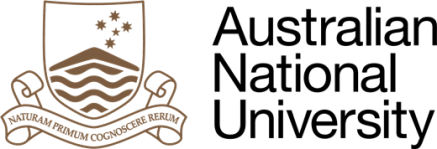 NATURAM PRIMUM COGNOSCERE RERUM
Australian
National
University